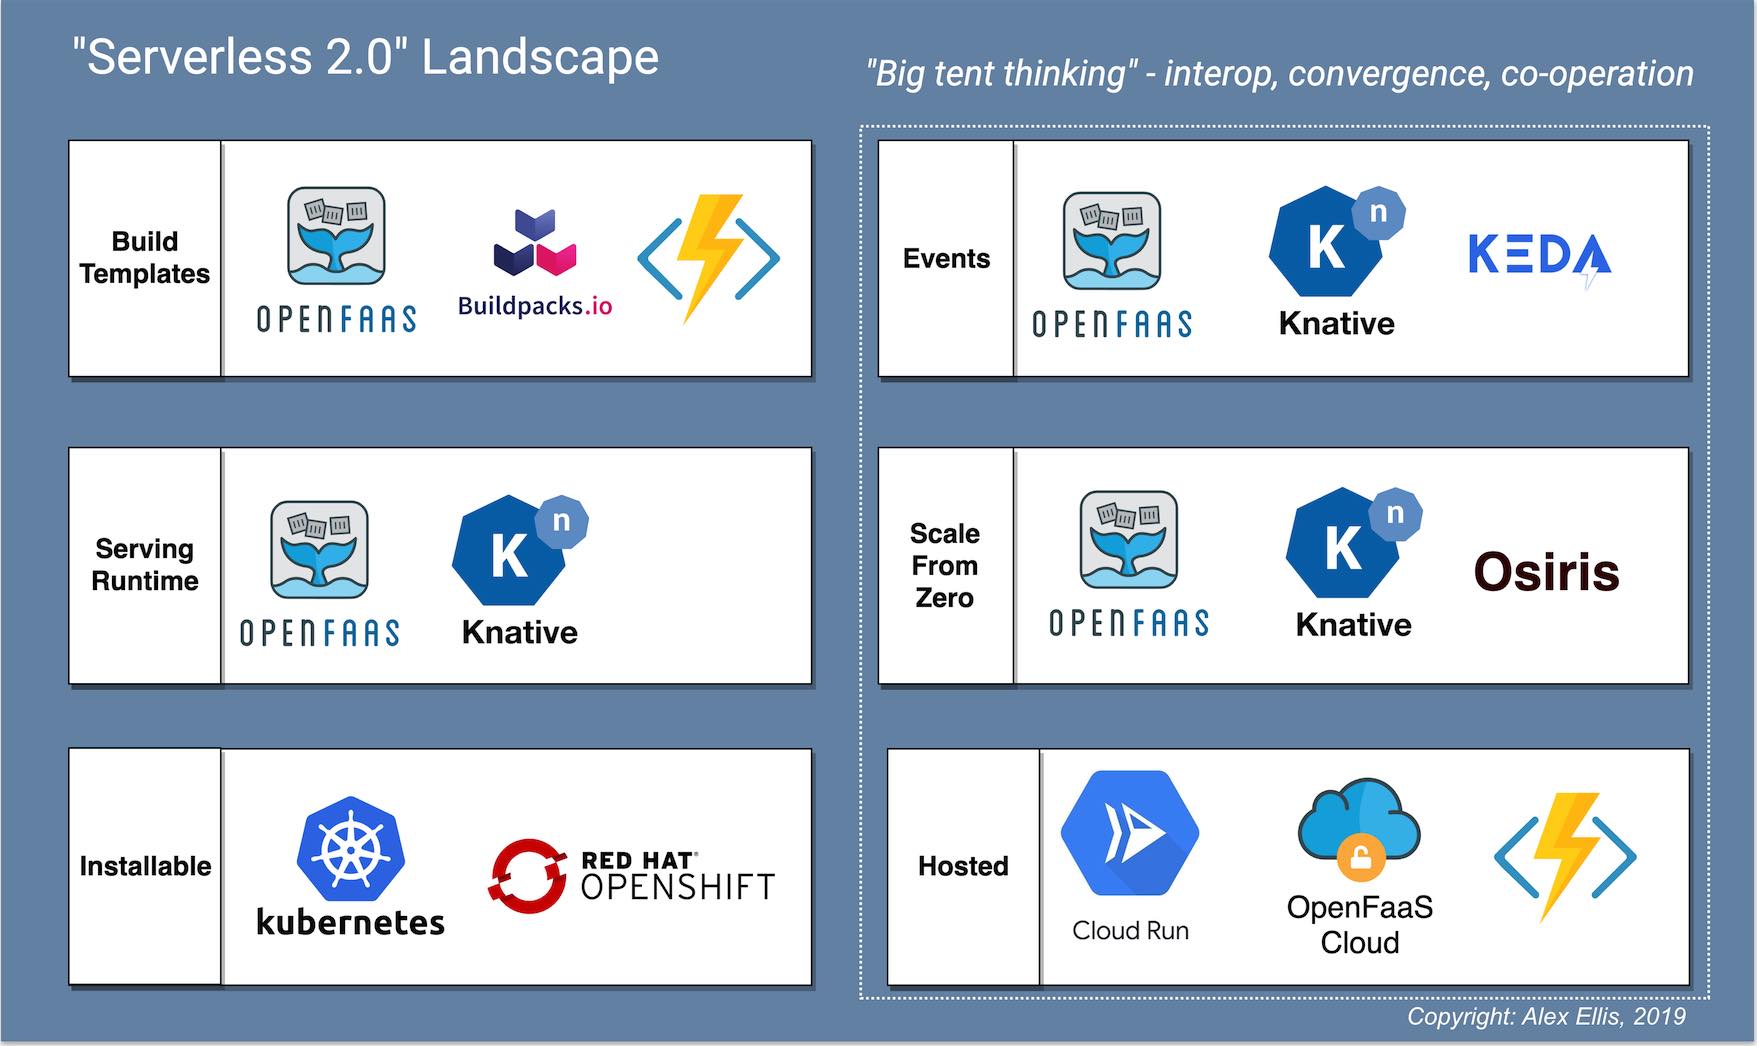 "Serverless 2.0" Landscape
"Big tent thinking" - interop, convergence, co-operation
Build
Templates
OPENFAAS
Buildpacks.io
Events
OPENFAAS
K
n
Knative
KEDA
Serving
Runtime
OPENFAAS
K
n
Knative
Scale
From
Zero
OPENFAAS
K
n
Knative
Osiris
Installable
kubernetes
RED HAT®
OPENSHIFT
Hosted
Cloud Run
OpenFaaS
Cloud
Copyright: Alex Ellis, 2019